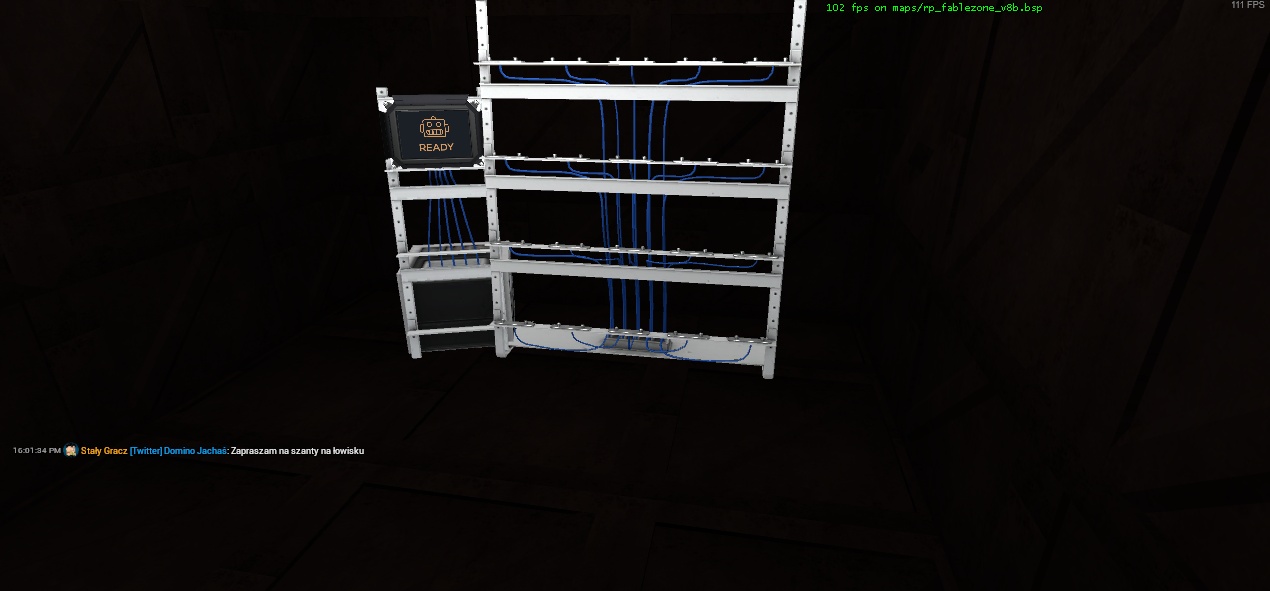 102 fps on maps/rp_fablezone_v8b.bsp
111 FPS
READY
16:01:34 PM Stały Gracz [Twitter] Domino Jachaś: Zapraszam na szanty na łowisku